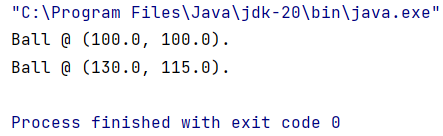 "C:\Program Files\Java\jdk-20\bin\java.exe"
Ball @ (100.0, 100.0).
Ball @ (130.0, 115.0).
Process finished with exit code 0